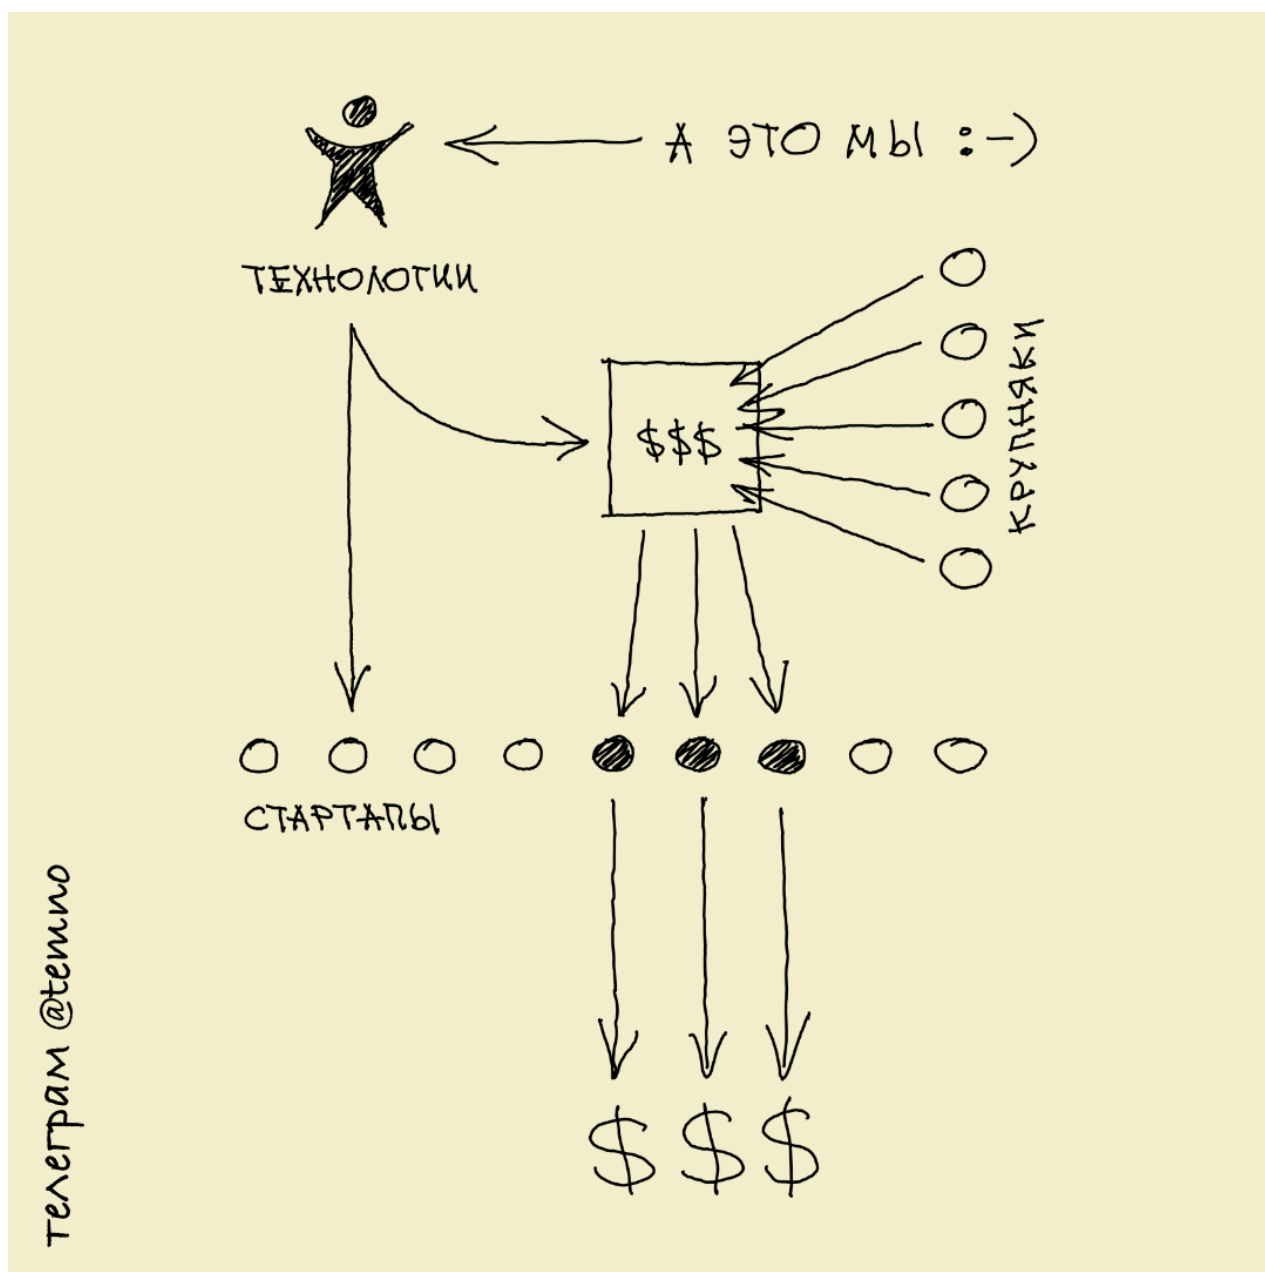 А ЭТО МЫ :-)
ТЕХНОЛОГИИ
КРУПНЯКИ
$$$
СТАРТАПЫ
$ $ $
телеграм @temno